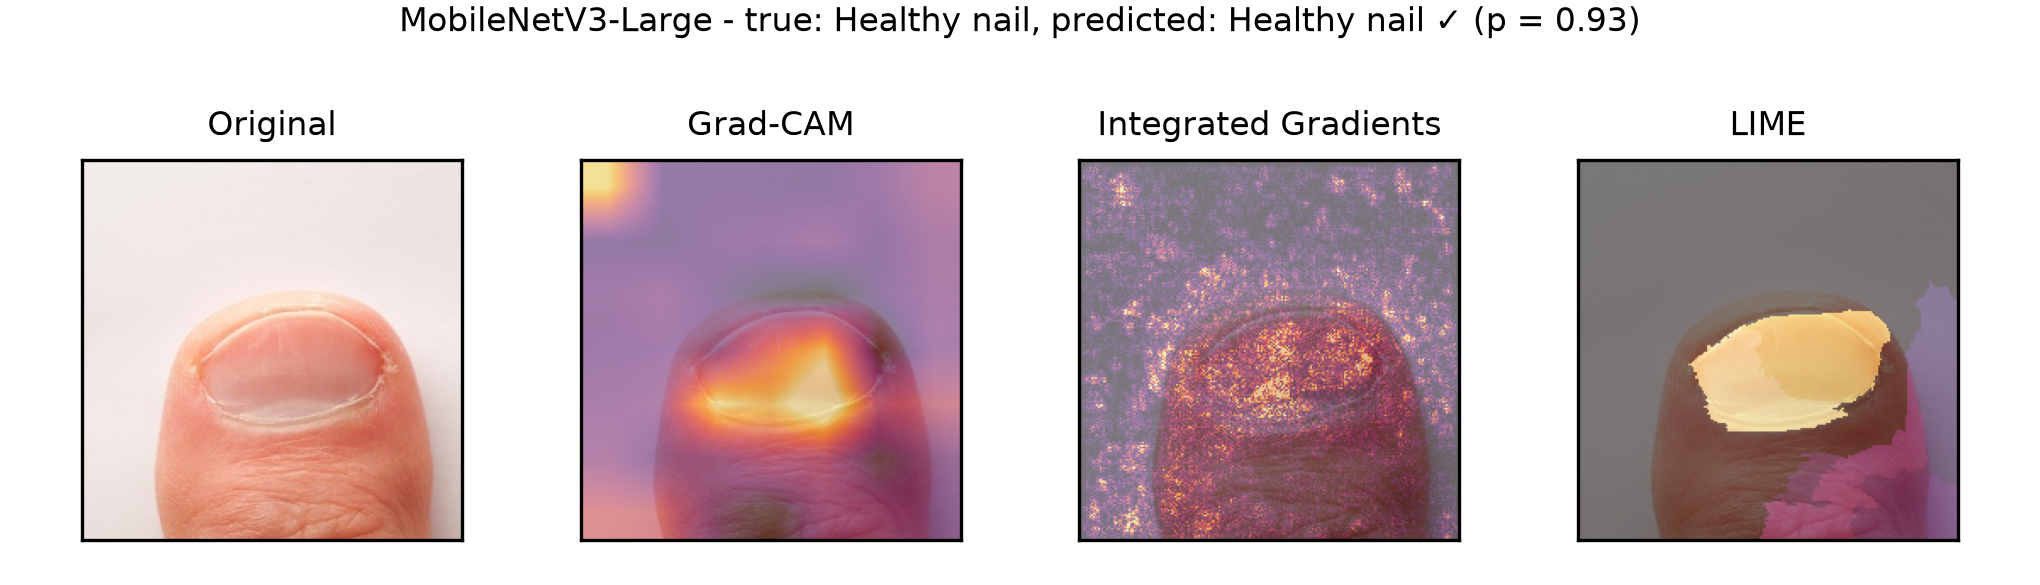 MobileNetV3-Large - true: Healthy nail, predicted: Healthy nail ✓ (p = 0.93)
Original
Grad-CAM
Integrated Gradients
LIME